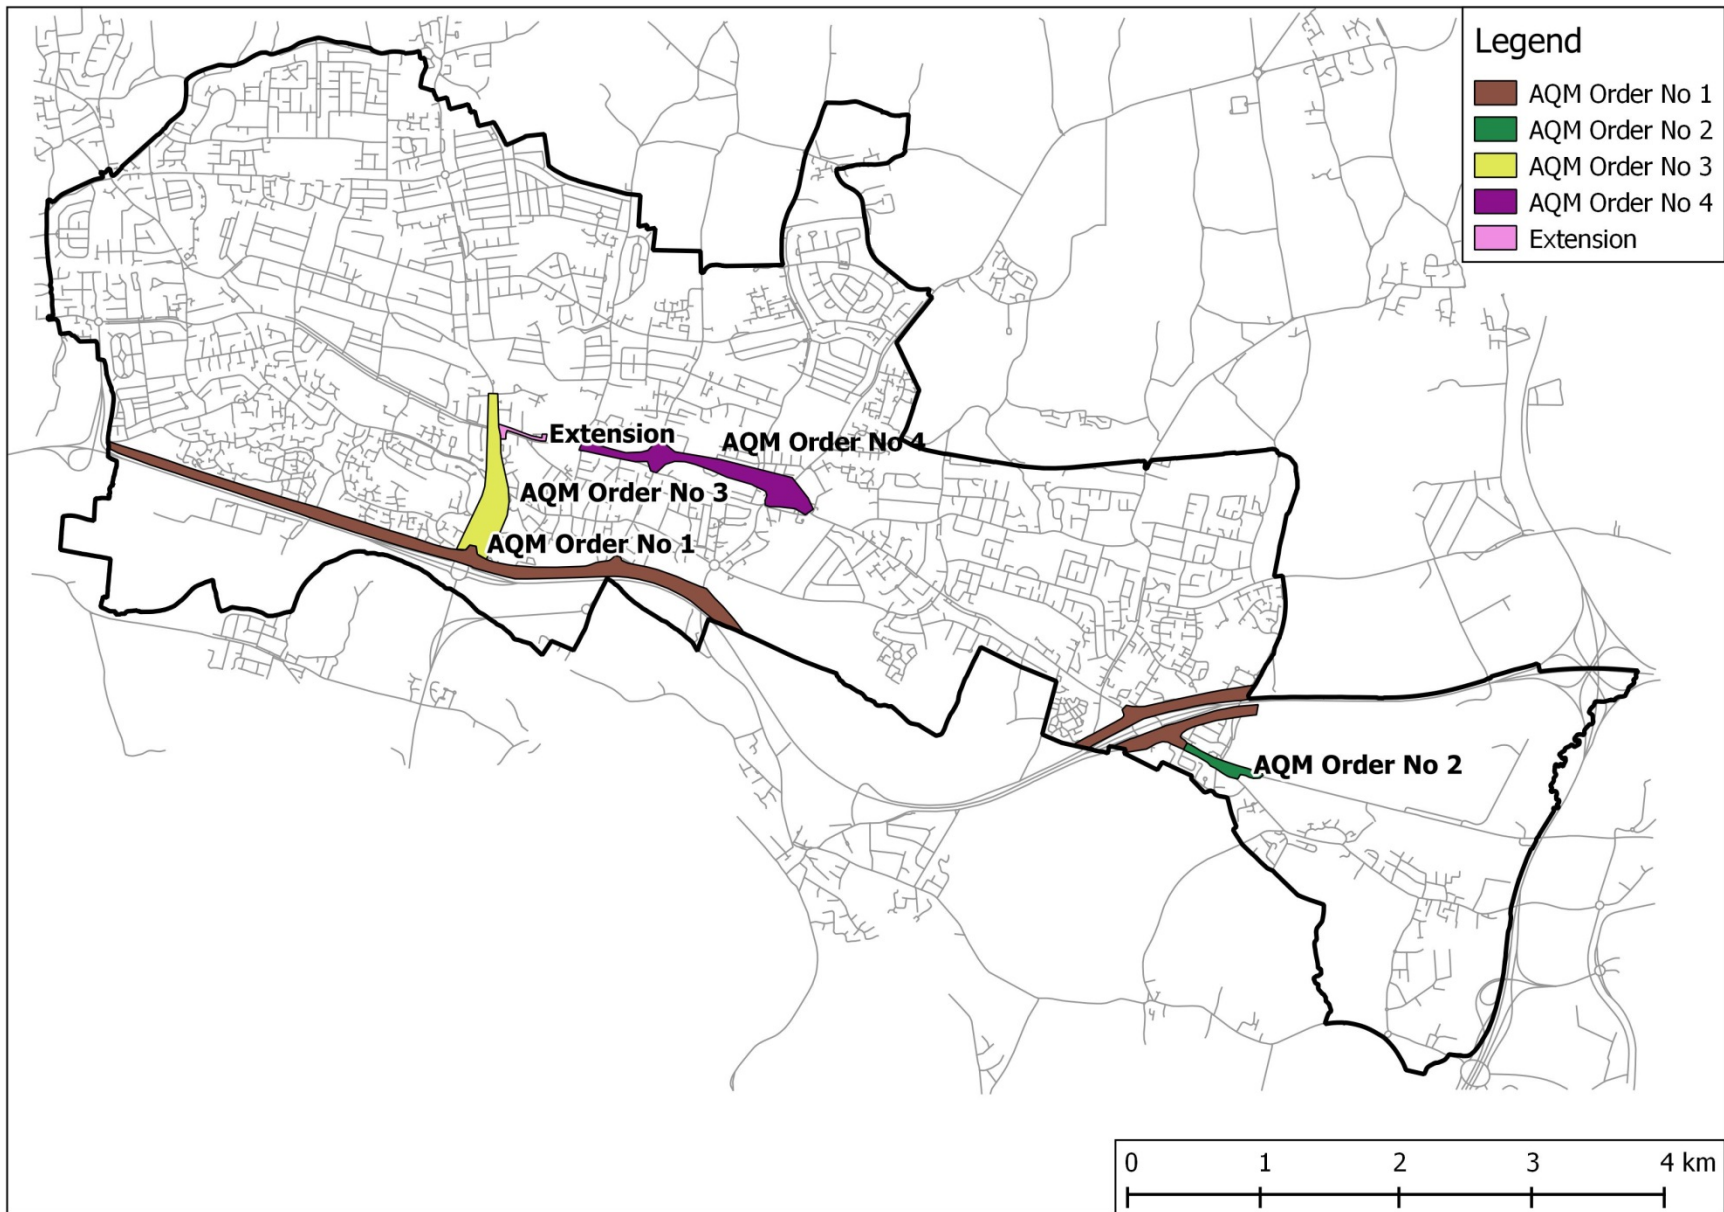 Legend
AQM Order No 1
AQM Order No 2
AQM Order No 3
AQM Order No 4
Extension
Extension
AQM Order No 4
AQM Order No 3
AQM Order No 1
AQM Order No 2
0 1 2 3 4 km